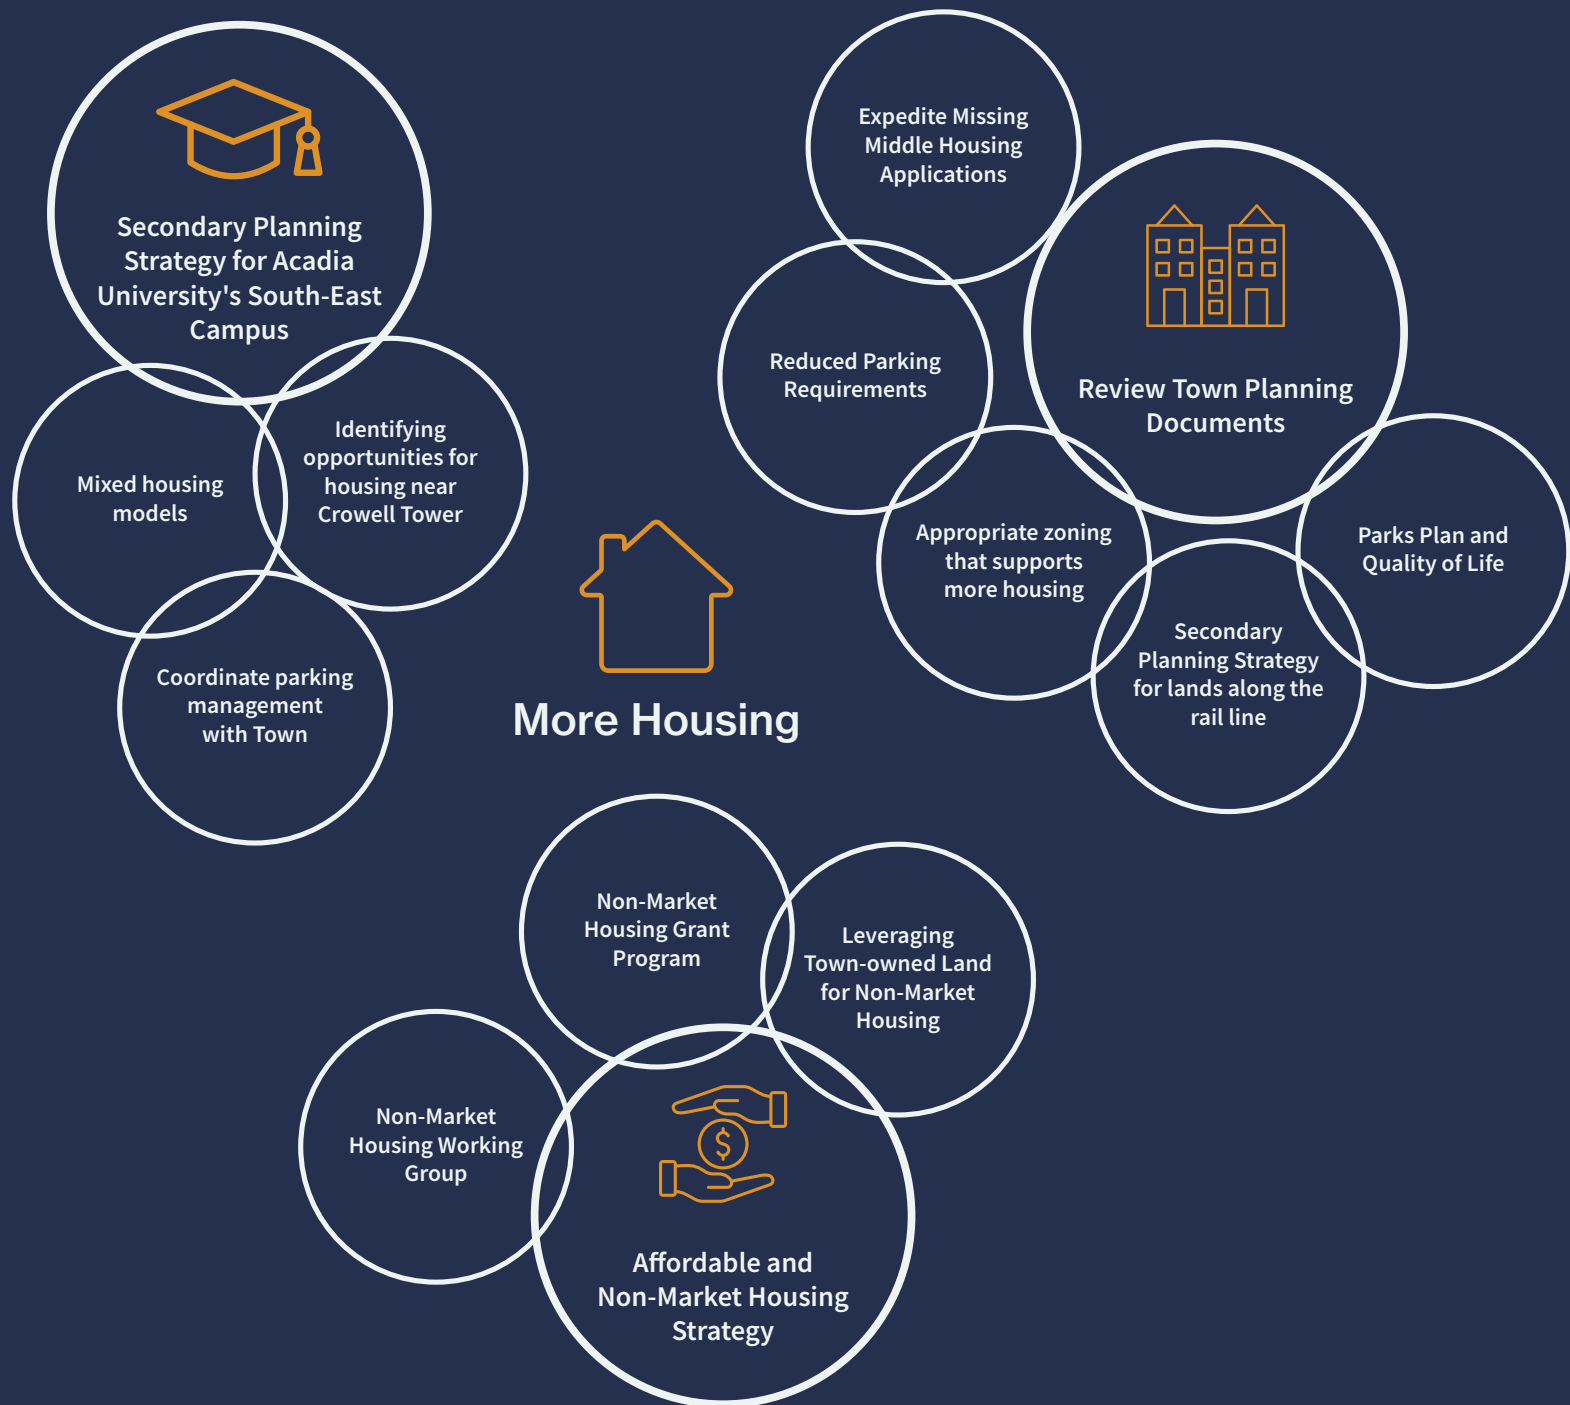 Secondary Planning
Strategy for Acadia
University's South-East
Campus
Mixed housing
models
Identifying
opportunities for
housing near
Crowell Tower
Coordinate parking
management
with Town
Expedite Missing
Middle Housing
Applications
Reduced Parking
Requirements
Review Town Planning
Documents
Appropriate zoning
that supports
more housing
Secondary
Planning Strategy
for lands along the
rail line
Parks Plan and
Quality of Life
More Housing
Non-Market
Housing Grant
Program
Leveraging
Town-owned Land
for Non-Market
Housing
Non-Market
Housing Working
Group
$
Affordable and
Non-Market Housing
Strategy